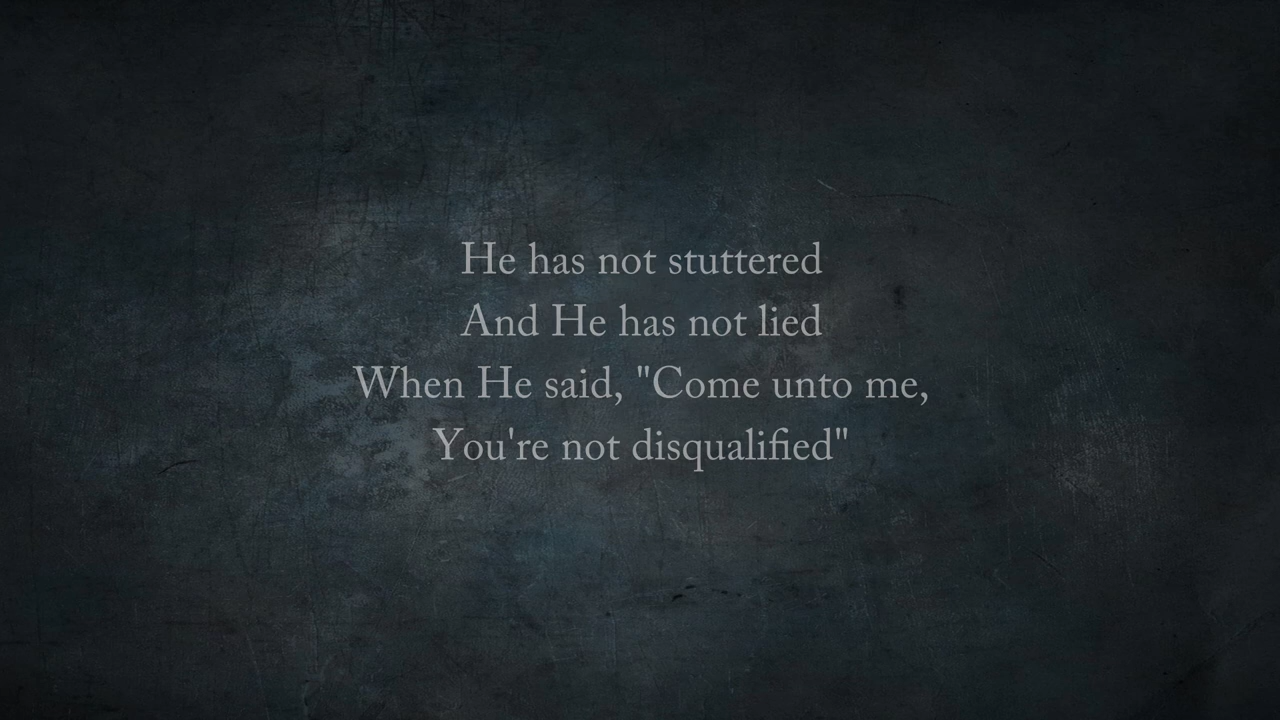 He has not stuttered
And He has not lied
When He said, "Come unto me,
You're not disqualified"